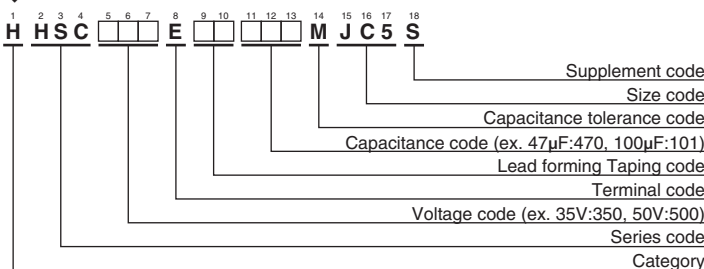 1 2 3 4 5 6 7 8 9 10 11 12 13 14 15 16 17 18
H HSC □□□ E □□ □□□ M JC5 S
Supplement code
Size code
Capacitance tolerance code
Capacitance code (ex. 47µF:470, 100µF:101)
Lead forming Taping code
Terminal code
Voltage code (ex. 35V:350, 50V:500)
Series code
Category